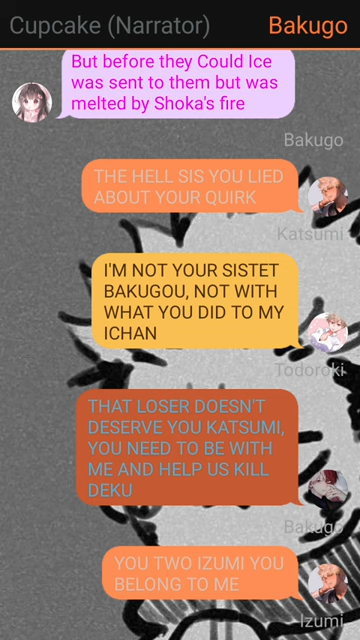 Cupcake (Narrator)
Bakugo
But before they Could Ice
was sent to them but was
melted by Shoka's fire
Bakugo
THE HELL SIS YOU LIED
ABOUT YOUR QUIRK
Katsumi
I'M NOT YOUR SISTET
BAKUGOU, NOT WITH
WHAT YOU DID TO MY
ICHAN
Todoroki
THAT LOSER DOESN'T
DESERVE YOU KATSUMI,
YOU NEED TO BE WITH
ME AND HELP US KILL
DEKU
Bakugo
YOU TWO IZUMI YOU
BELONG TO ME
Izumi